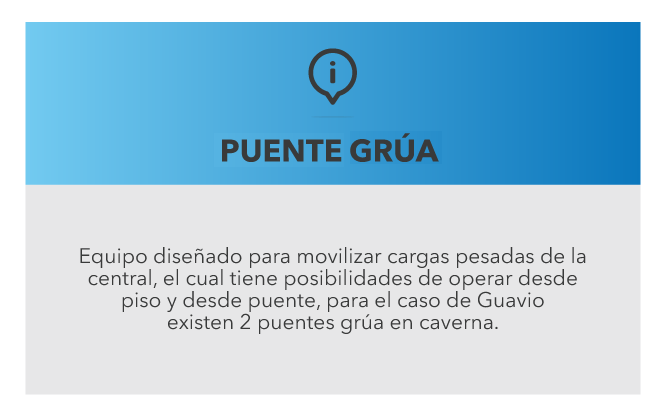 PUENTE GRÚA
Equipo diseñado para movilizar cargas pesadas de la
central, el cual tiene posibilidades de operar desde
piso y desde puente, para el caso de Guavio
existen 2 puentes grúa en caverna.